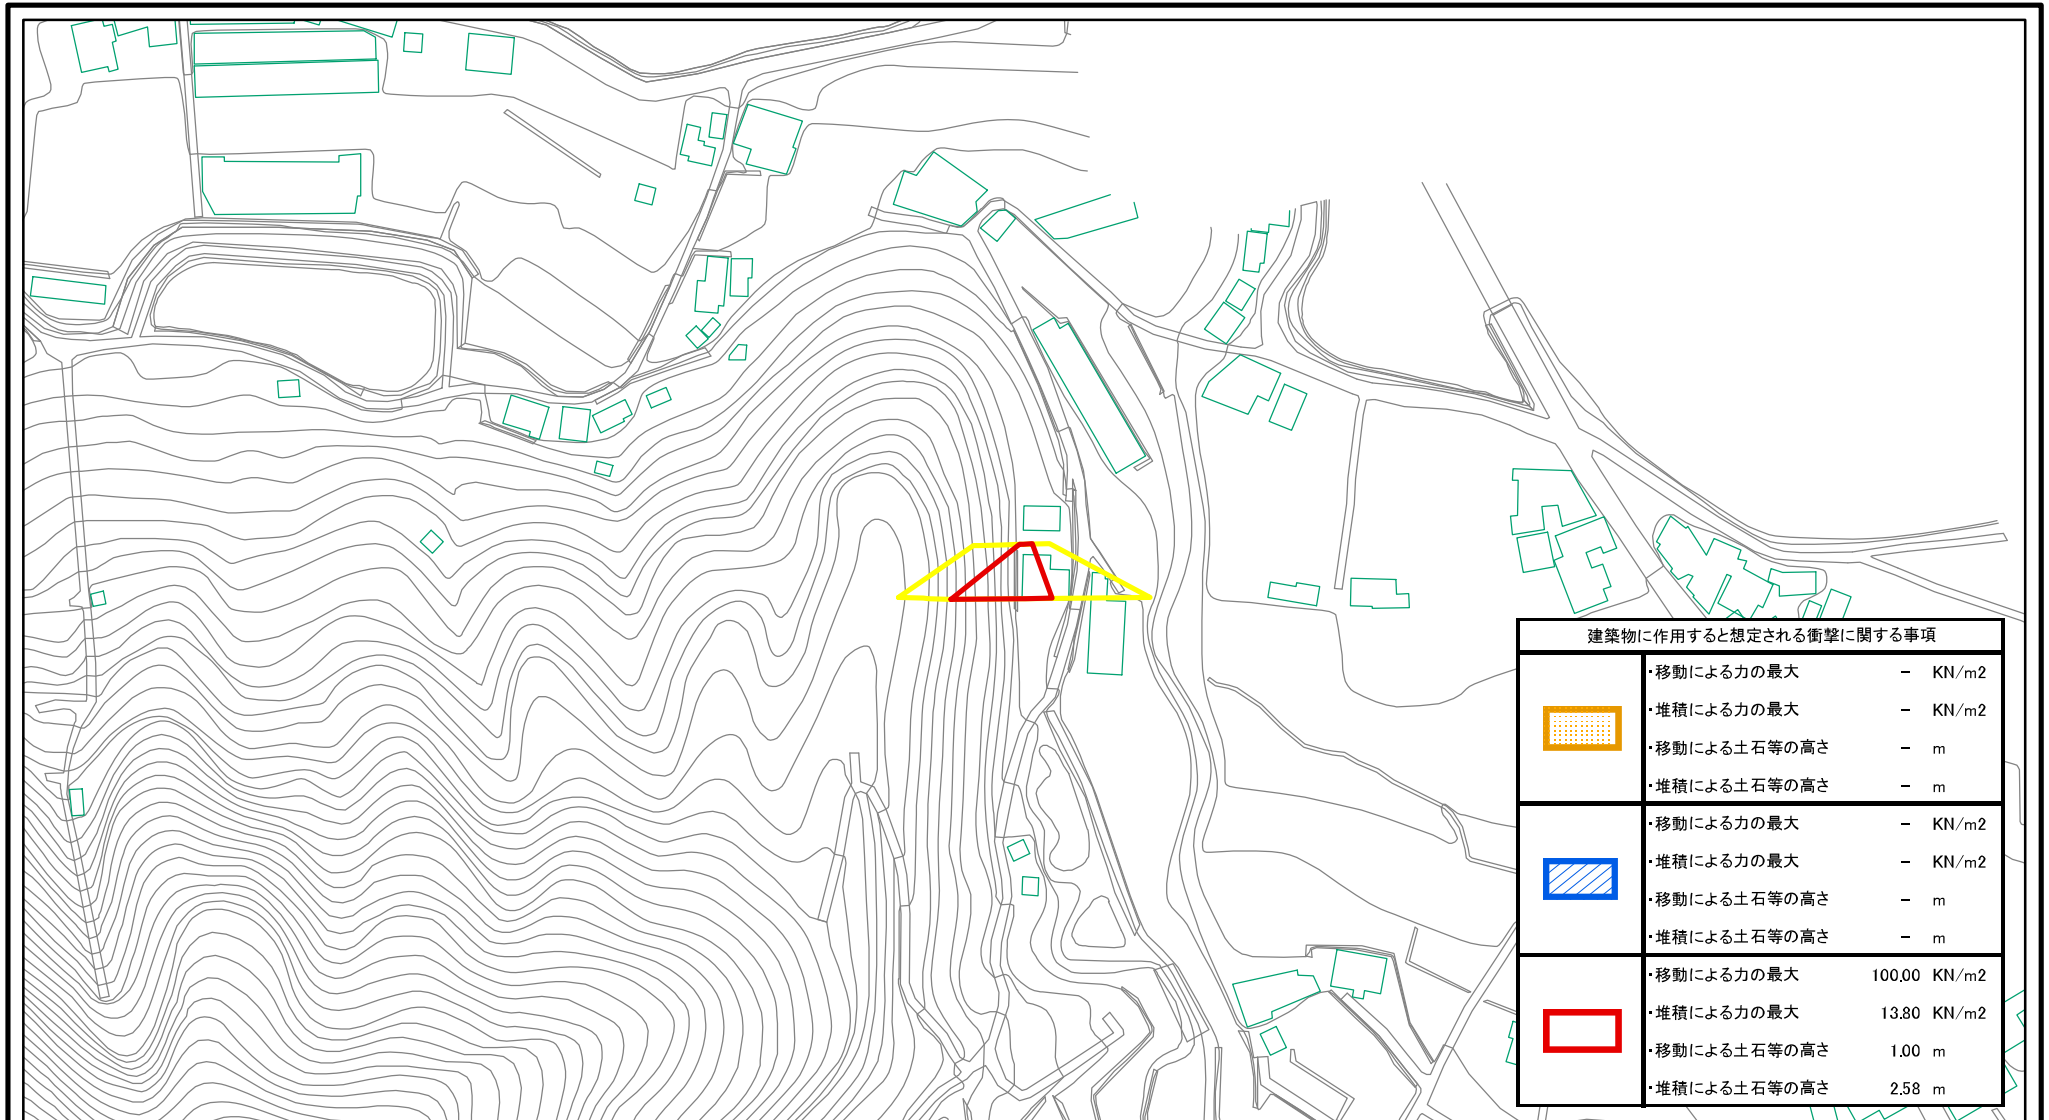 建築物に作用すると想定される衝撃に関する事項
・移動による力の最大 － KN/m2
・堆積による力の最大 － KN/m2
・移動による土石等の高さ － m
・堆積による土石等の高さ － m
・移動による力の最大 － KN/m2
・堆積による力の最大 － KN/m2
・移動による土石等の高さ － m
・堆積による土石等の高さ － m
・移動による力の最大 100.00 KN/m2
・堆積による力の最大 13.80 KN/m2
・移動による土石等の高さ 1.00 m
・堆積による土石等の高さ 2.58 m